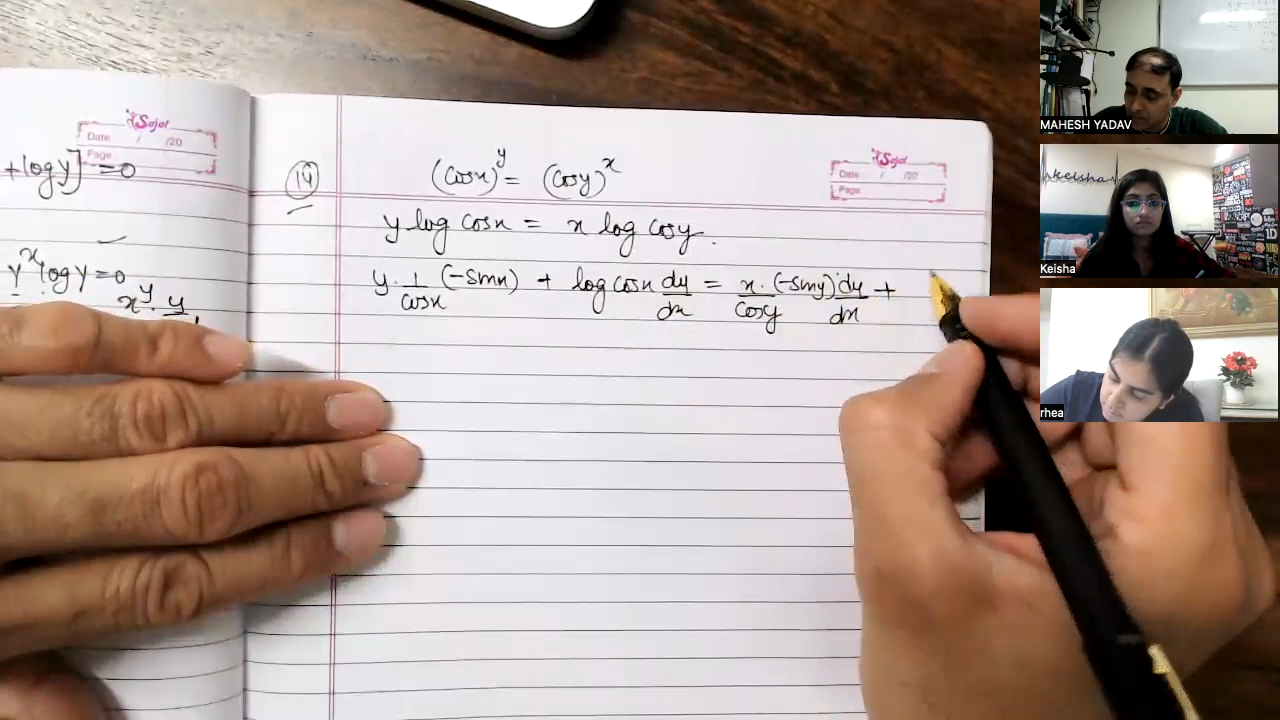 Sajal
Date / /20
Page
+ log y] = 0
y^x log y = 0
x^y . y
14
(cos x)^y = (cos y)^x
Sajal
Date / /20
Page
y log cos x = x log cos y.
y . 1/cos x (-sin x) + log cos x dy/dx = x . (-sin y)/cos y dy/dx +
MAHESH YADAV
keisha
Keisha
rhea